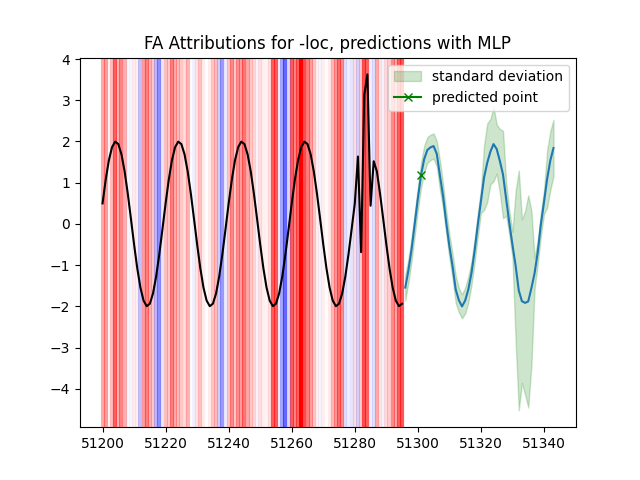 FA Attributions for -loc, predictions with MLP
4
3
2
1
0
−1
−2
−3
−4
standard deviation
predicted point
51200 51220 51240 51260 51280 51300 51320 51340